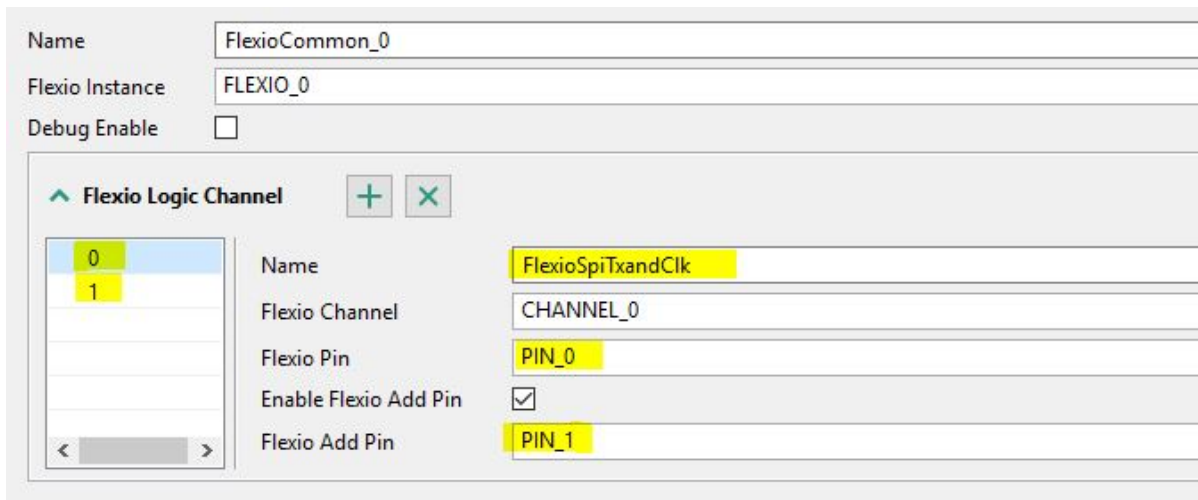 Name FlexioCommon_0
Flexio Instance FLEXIO_0
Debug Enable
Flexio Logic Channel
0
1
Name FlexioSpiTxandClk
Flexio Channel CHANNEL_0
Flexio Pin PIN_0
Enable Flexio Add Pin
Flexio Add Pin PIN_1